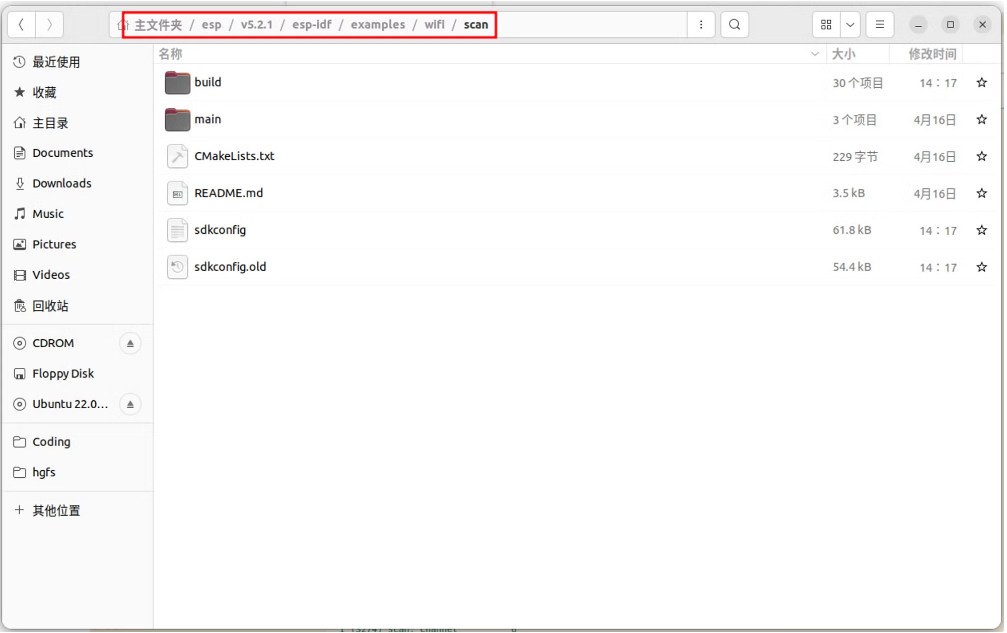 主文件夹 / esp / v5.2.1 / esp-idf / examples / wifi / scan
最近使用
收藏
主目录
Documents
Downloads
Music
Pictures
Videos
回收站
CDROM
Floppy Disk
Ubuntu 22.0...
Coding
hgfs
其他位置
名称 大小 修改时间
build 30 个项目 14：17
main 3 个项目 4月16日
CMakeLists.txt 229 字节 4月16日
README.md 3.5 kB 4月16日
sdkconfig 61.8 kB 14：17
sdkconfig.old 54.4 kB 14：17